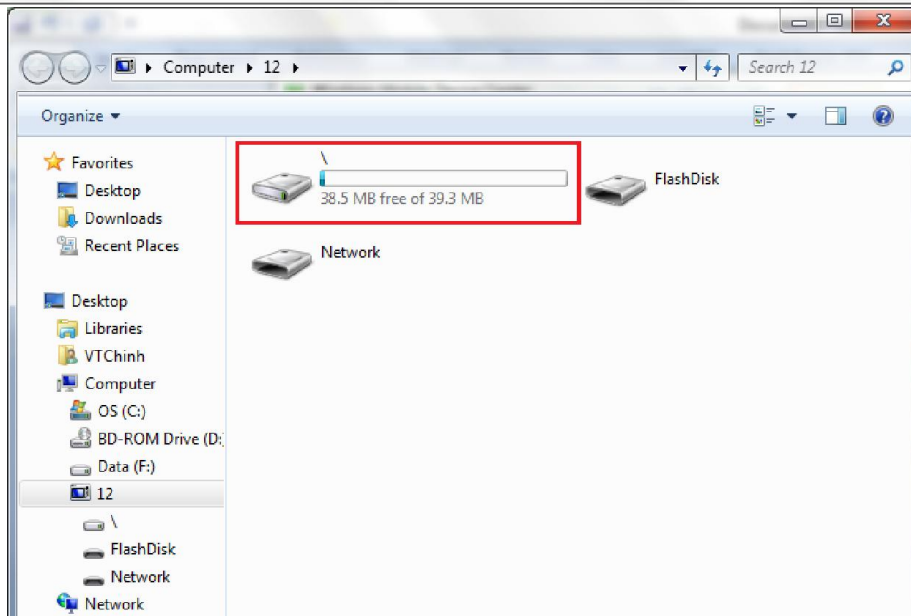 Computer ▸ 12 ▸
Search 12
Organize
Favorites
Desktop
Downloads
Recent Places
Desktop
Libraries
VTChinh
Computer
OS (C:)
BD-ROM Drive (D:
Data (F:)
12
\
FlashDisk
Network
Network
\
38.5 MB free of 39.3 MB
FlashDisk
Network